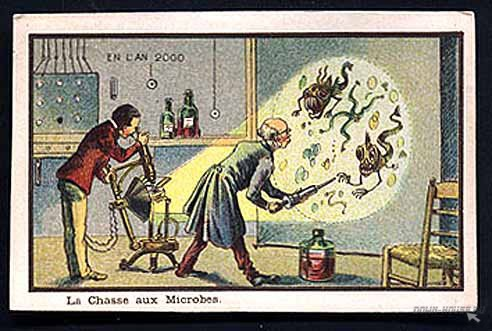 EN L'AN 2000
La Chasse aux Microbes.